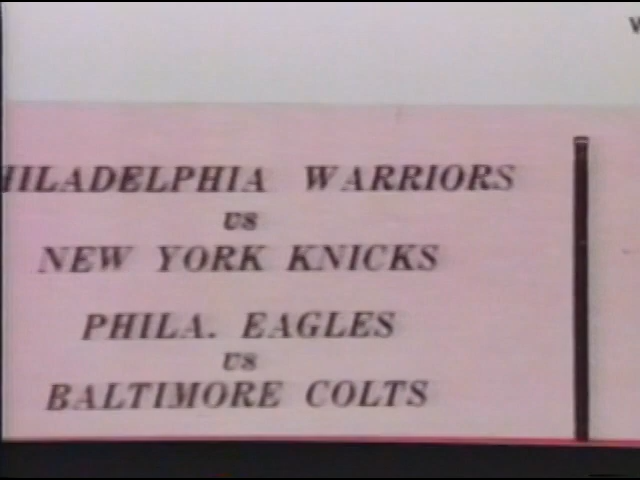 HILADELPHIA WARRIORS
vs
NEW YORK KNICKS
PHILA. EAGLES
vs
BALTIMORE COLTS